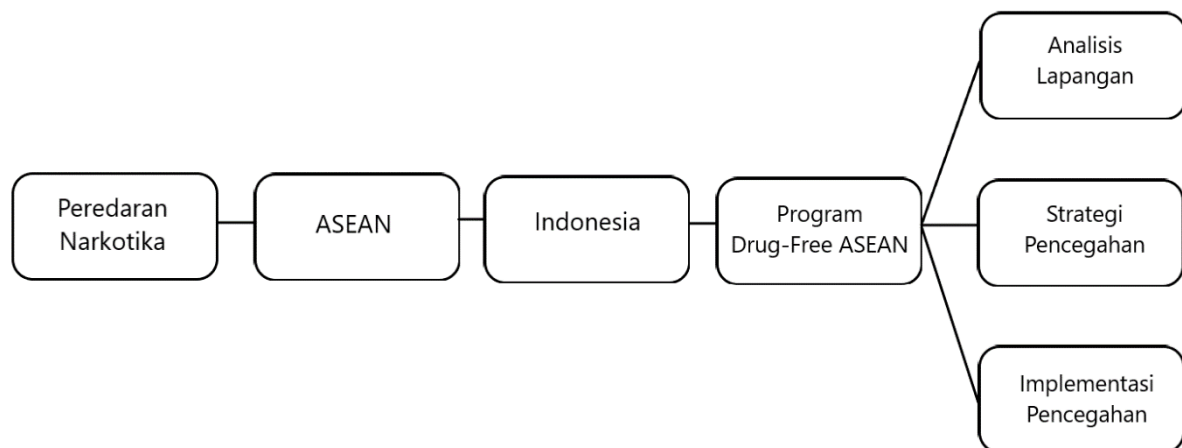 Peredaran
Narkotika
ASEAN
Indonesia
Program
Drug-Free ASEAN
Analisis
Lapangan
Strategi
Pencegahan
Implementasi
Pencegahan